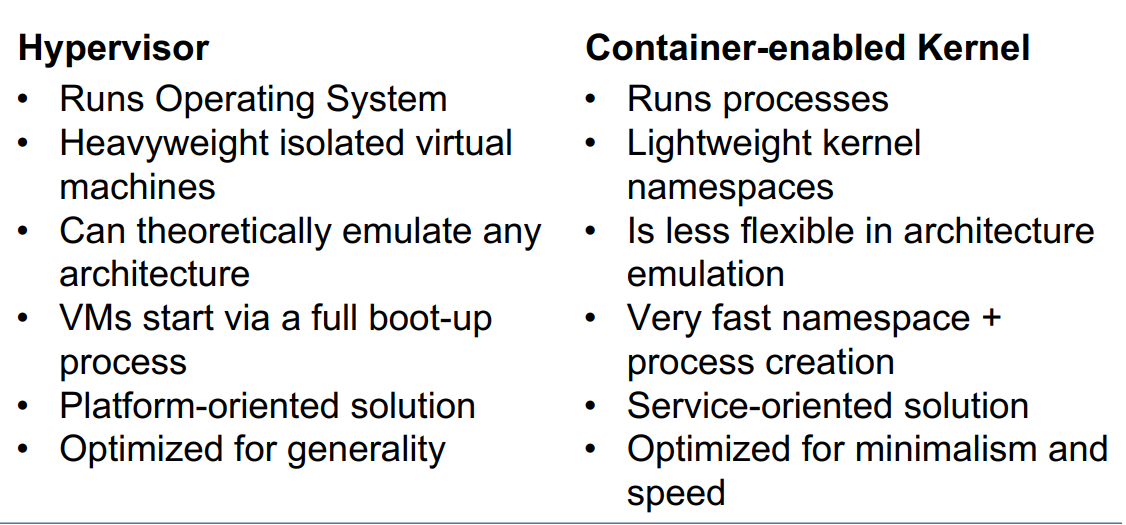 Hypervisor
• Runs Operating System
• Heavyweight isolated virtual
machines
• Can theoretically emulate any
architecture
• VMs start via a full boot-up
process
• Platform-oriented solution
• Optimized for generality
Container-enabled Kernel
• Runs processes
• Lightweight kernel
namespaces
• Is less flexible in architecture
emulation
• Very fast namespace +
process creation
• Service-oriented solution
• Optimized for minimalism and
speed